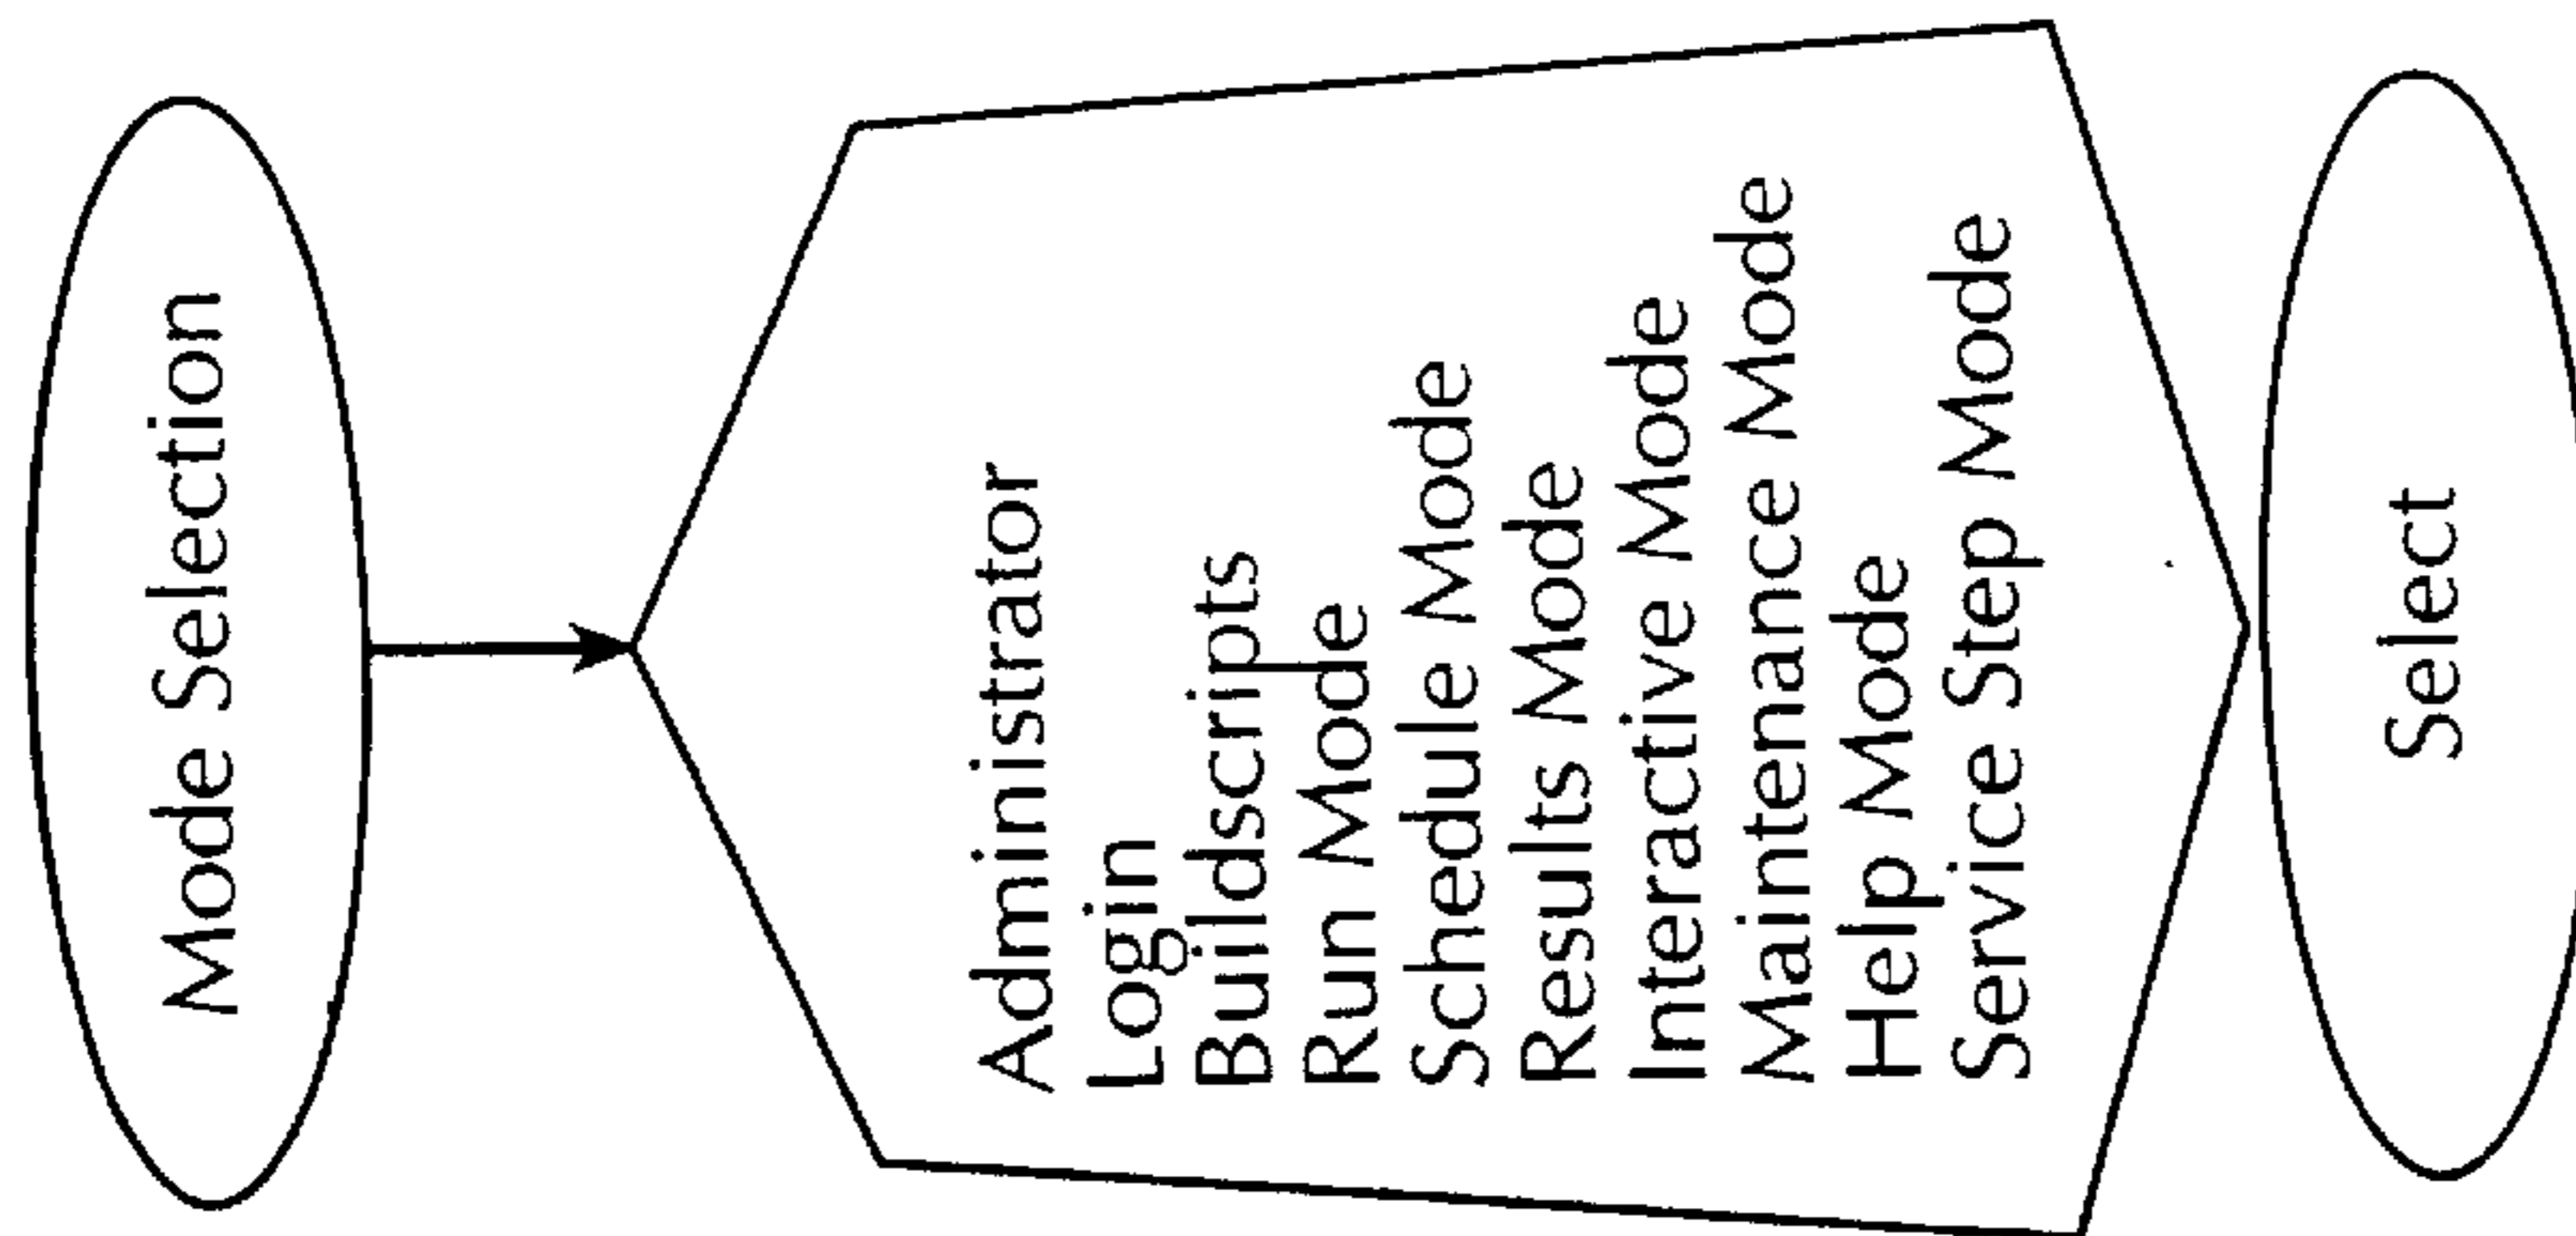 Mode Selection
Administrator
Login
Buildscripts
Run Mode
Schedule Mode
Results Mode
Interactive Mode
Maintenance Mode
Help Mode
Service Step Mode
Select